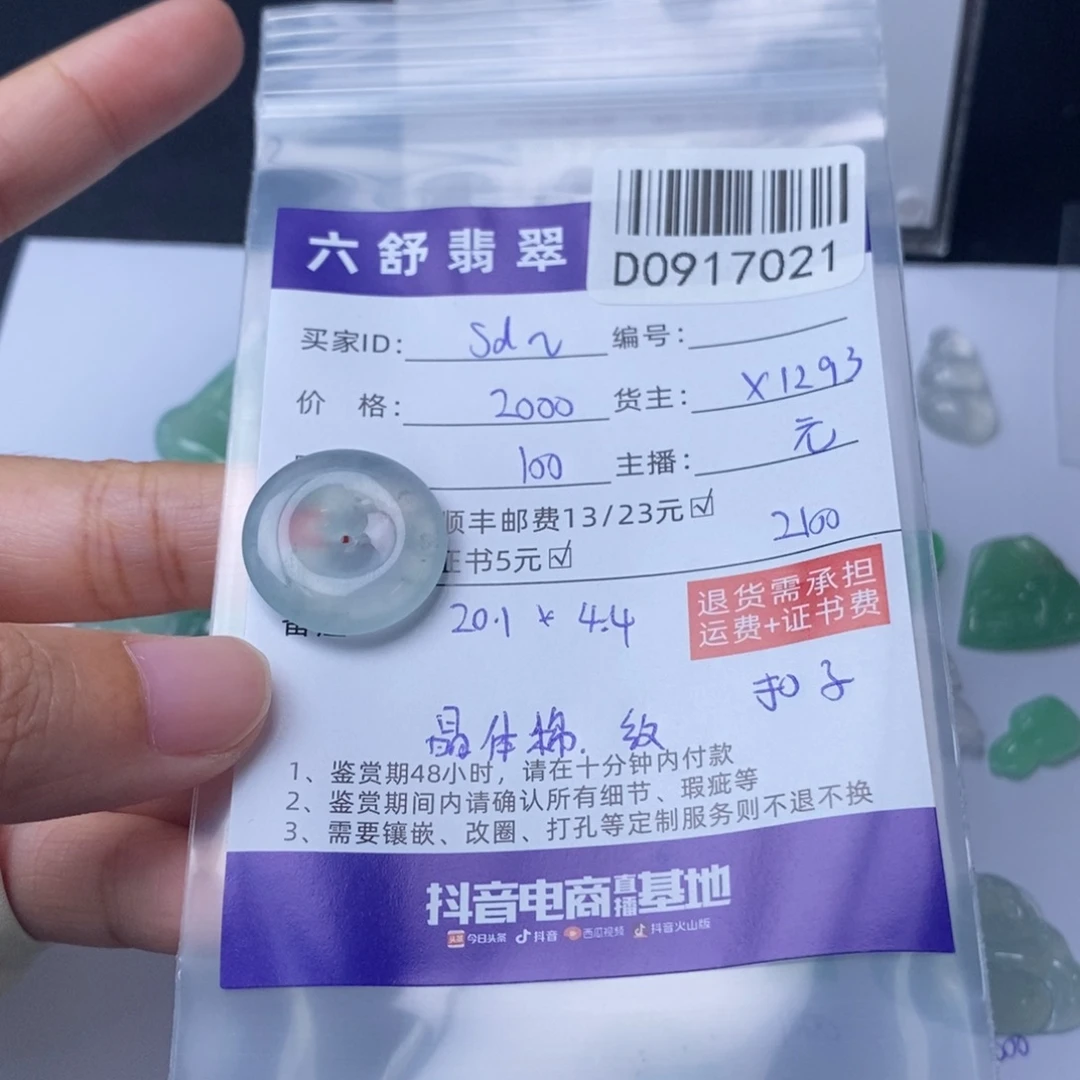 六舒翡翠
D0917021
买家ID: sdn 编号:
价 格: 2000 货主: X1293
100 主播: 元
顺丰邮费13/23元☑ 2100
证书5元☑
20.1 * 4.4
退货需承担
运费+证书费
扣子
晶体棉. 纹
1、鉴赏期48小时，请在十分钟内付款
2、鉴赏期间内请确认所有细节、瑕疵等
3、需要镶嵌、改圈、打孔等定制服务则不退不换
抖音电商直播基地
头条 今日头条 抖音 西瓜视频 抖音火山版